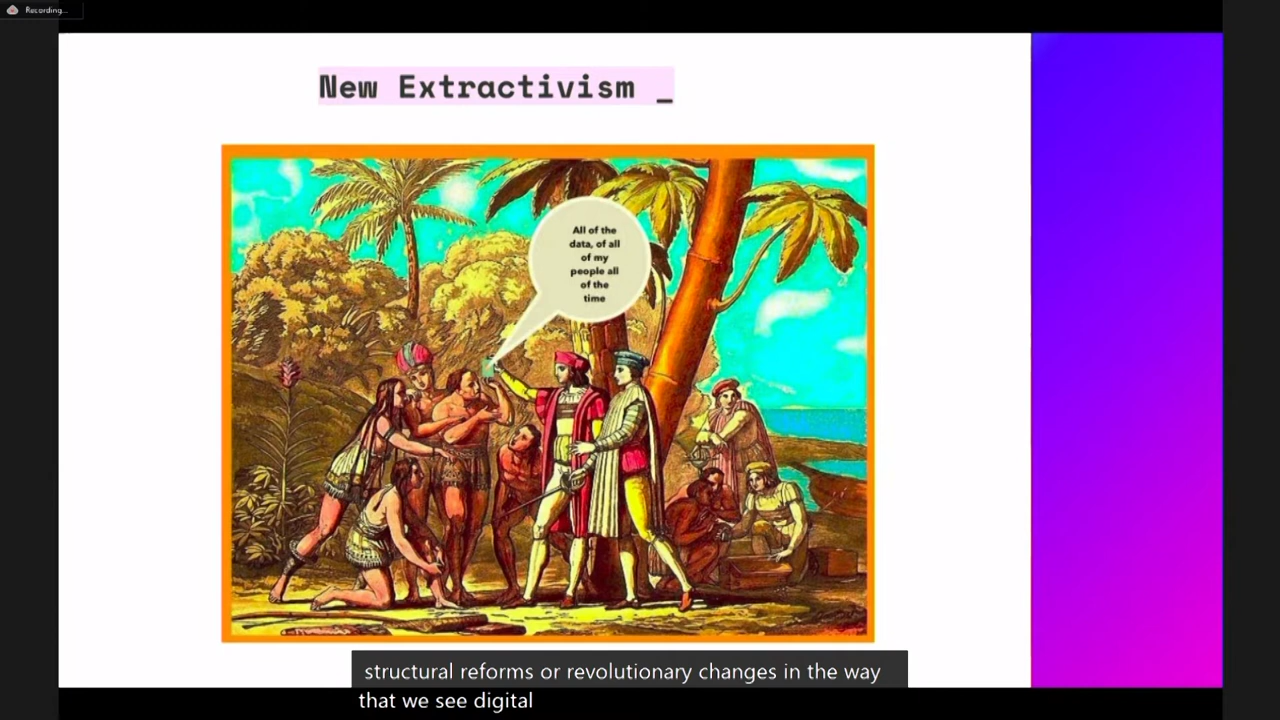 Recording...
New Extractivism _
All of the
data, of all
of my
people all
of the
time
structural reforms or revolutionary changes in the way
that we see digital